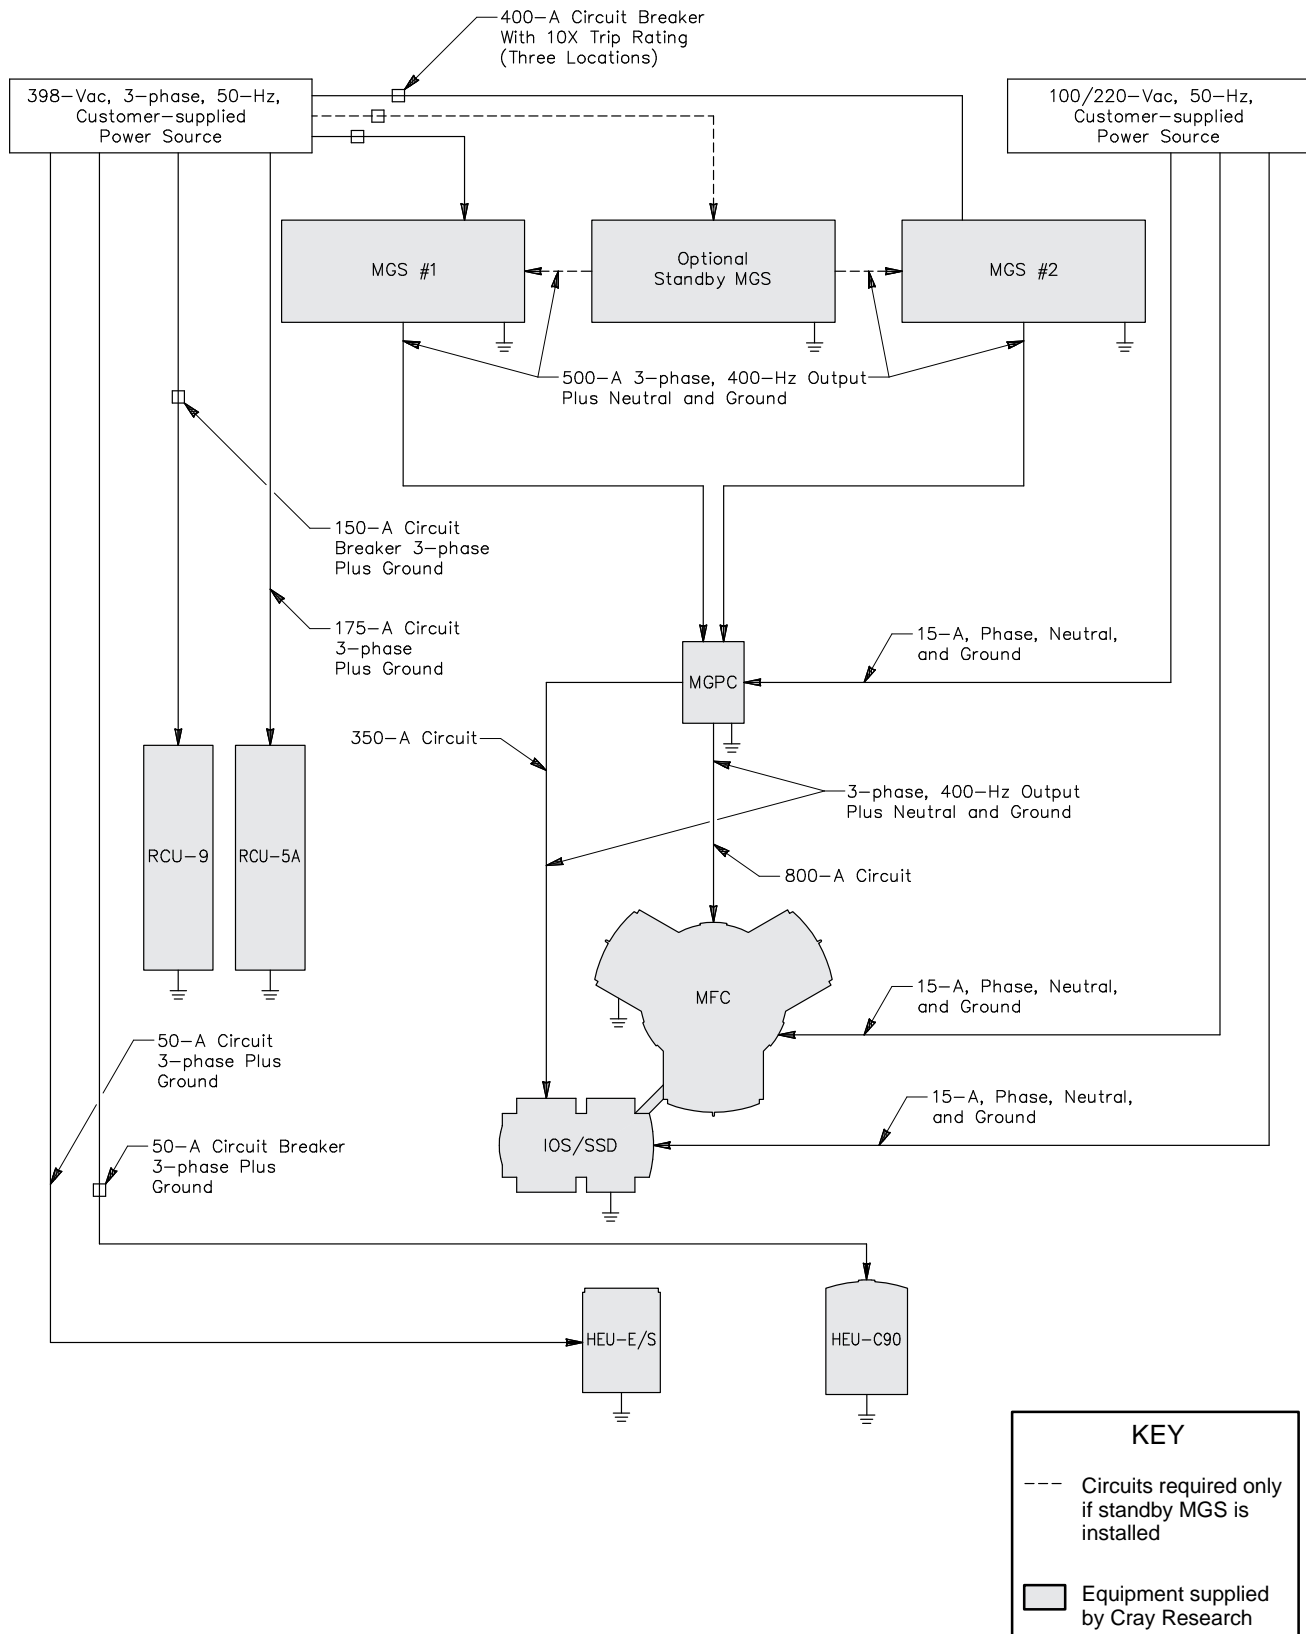 400-A Circuit Breaker
With 10X Trip Rating
(Three Locations)
398-Vac, 3-phase, 50-Hz,
Customer-supplied
Power Source
100/220-Vac, 50-Hz,
Customer-supplied
Power Source
MGS #1
Optional
Standby MGS
MGS #2
500-A 3-phase, 400-Hz Output
Plus Neutral and Ground
150-A Circuit
Breaker 3-phase
Plus Ground
175-A Circuit
3-phase
Plus Ground
15-A, Phase, Neutral,
and Ground
MGPC
350-A Circuit
3-phase, 400-Hz Output
Plus Neutral and Ground
RCU-9
RCU-5A
800-A Circuit
MFC
15-A, Phase, Neutral,
and Ground
50-A Circuit
3-phase Plus
Ground
15-A, Phase, Neutral,
and Ground
50-A Circuit Breaker
3-phase Plus
Ground
IOS/SSD
HEU-E/S
HEU-C90
KEY
Circuits required only
if standby MGS is
installed
Equipment supplied
by Cray Research